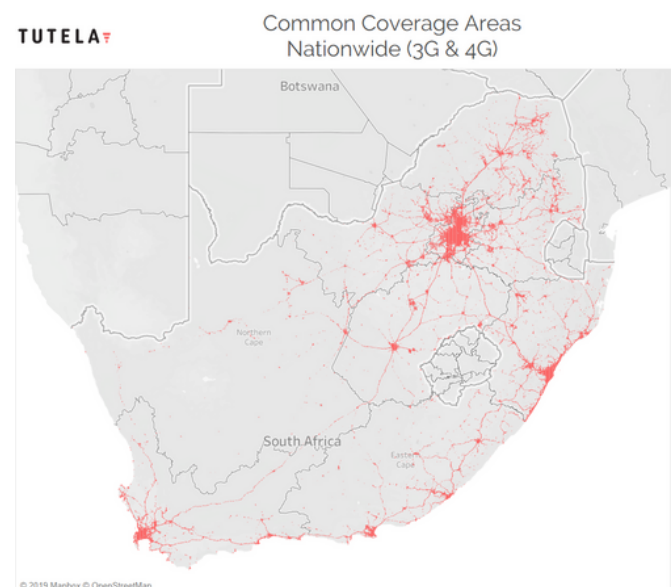 TUTELA
Common Coverage Areas
Nationwide (3G & 4G)
Botswana
Northern
Cape
South Africa
Eastern
Cape
© 2019 Mapbox © OpenStreetMap